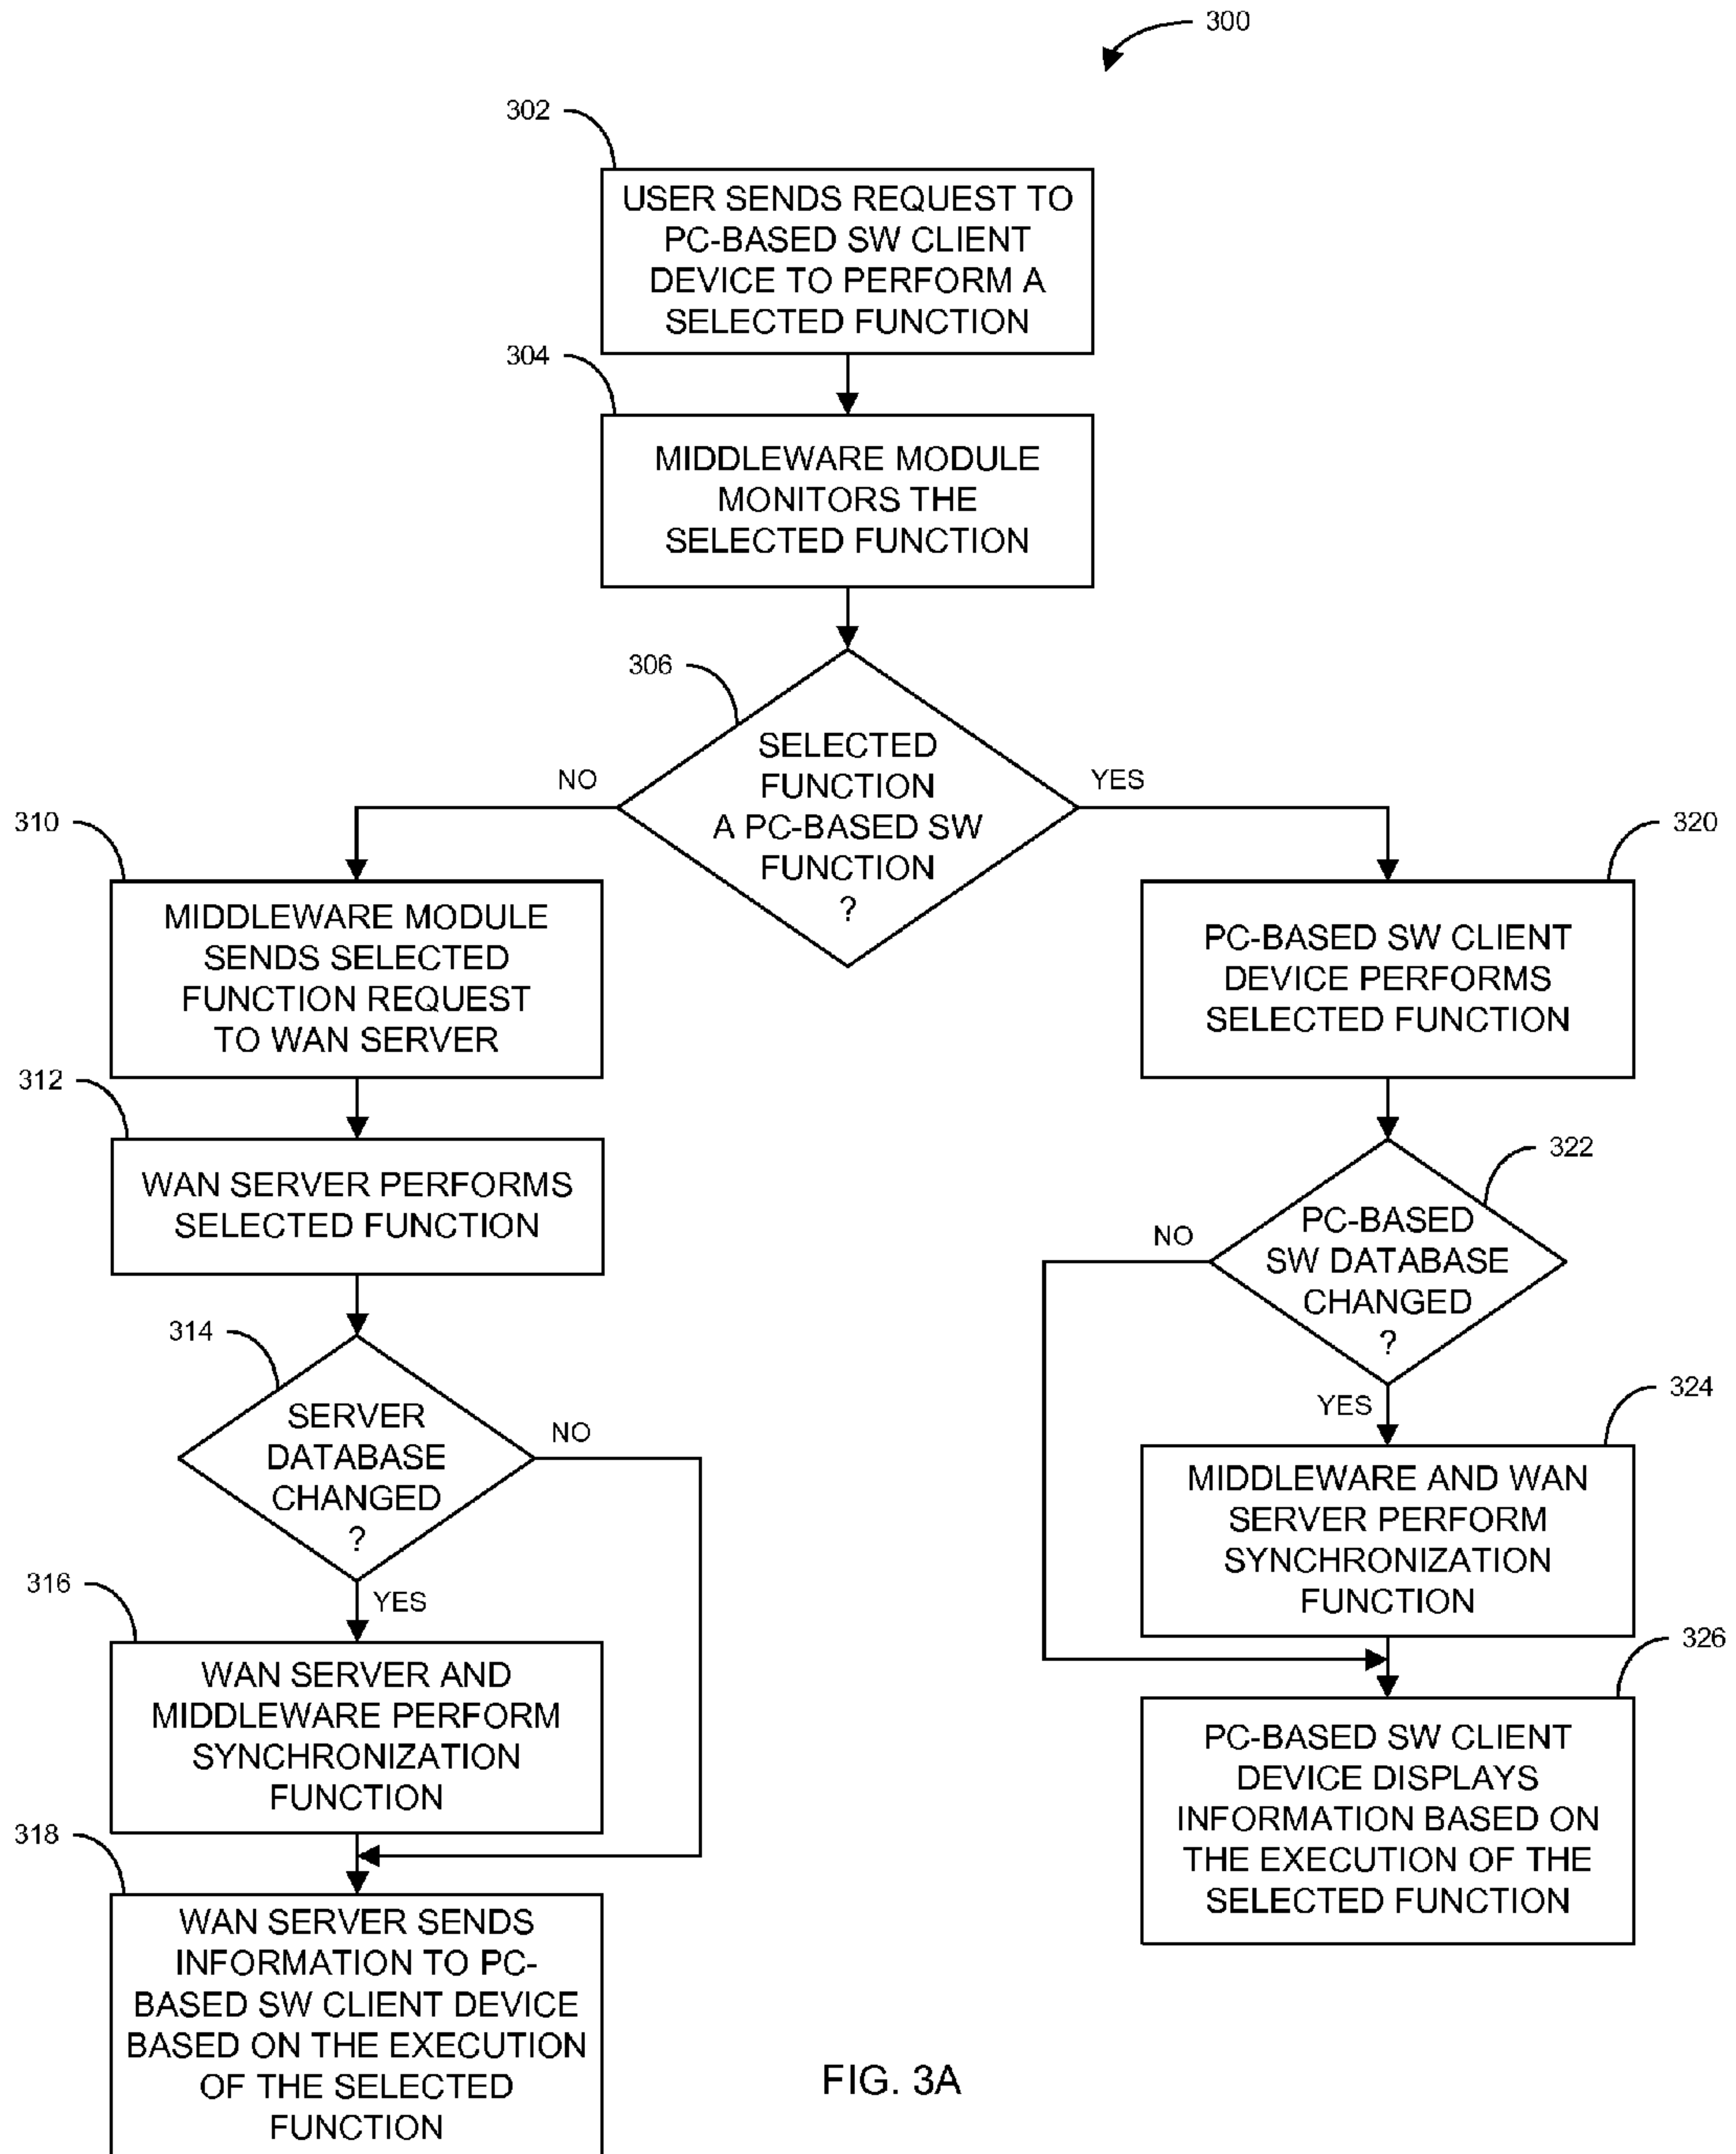 300
302
USER SENDS REQUEST TO
PC-BASED SW CLIENT
DEVICE TO PERFORM A
SELECTED FUNCTION
304
MIDDLEWARE MODULE
MONITORS THE
SELECTED FUNCTION
306
SELECTED
FUNCTION
A PC-BASED SW
FUNCTION
?
NO
YES
310
MIDDLEWARE MODULE
SENDS SELECTED
FUNCTION REQUEST
TO WAN SERVER
312
WAN SERVER PERFORMS
SELECTED FUNCTION
314
SERVER
DATABASE
CHANGED
?
NO
YES
316
WAN SERVER AND
MIDDLEWARE PERFORM
SYNCHRONIZATION
FUNCTION
318
WAN SERVER SENDS
INFORMATION TO PC-
BASED SW CLIENT DEVICE
BASED ON THE EXECUTION
OF THE SELECTED
FUNCTION
320
PC-BASED SW CLIENT
DEVICE PERFORMS
SELECTED FUNCTION
322
PC-BASED
SW DATABASE
CHANGED
?
NO
YES
324
MIDDLEWARE AND WAN
SERVER PERFORM
SYNCHRONIZATION
FUNCTION
326
PC-BASED SW CLIENT
DEVICE DISPLAYS
INFORMATION BASED ON
THE EXECUTION OF THE
SELECTED FUNCTION
FIG. 3A